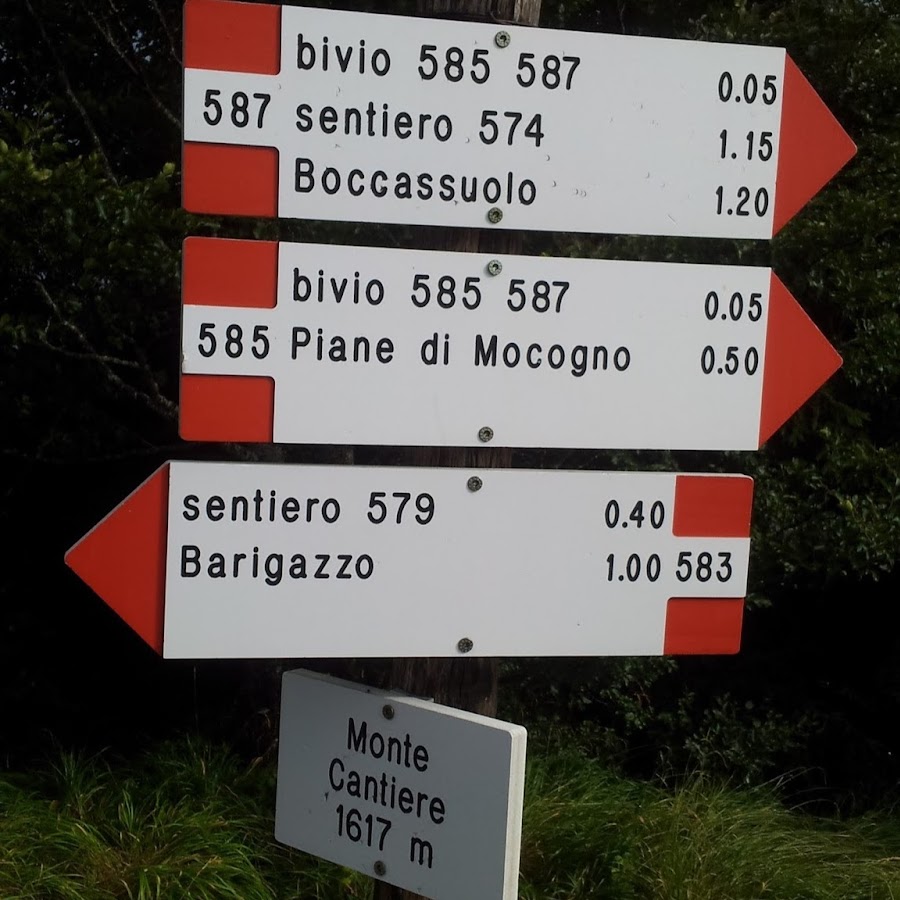 bivio 585 587 0.05
587 sentiero 574 1.15
Boccassuolo 1.20
bivio 585 587 0.05
585 Piane di Mocogno 0.50
sentiero 579 0.40
Barigazzo 1.00 583
Monte
Cantiere
1617 m